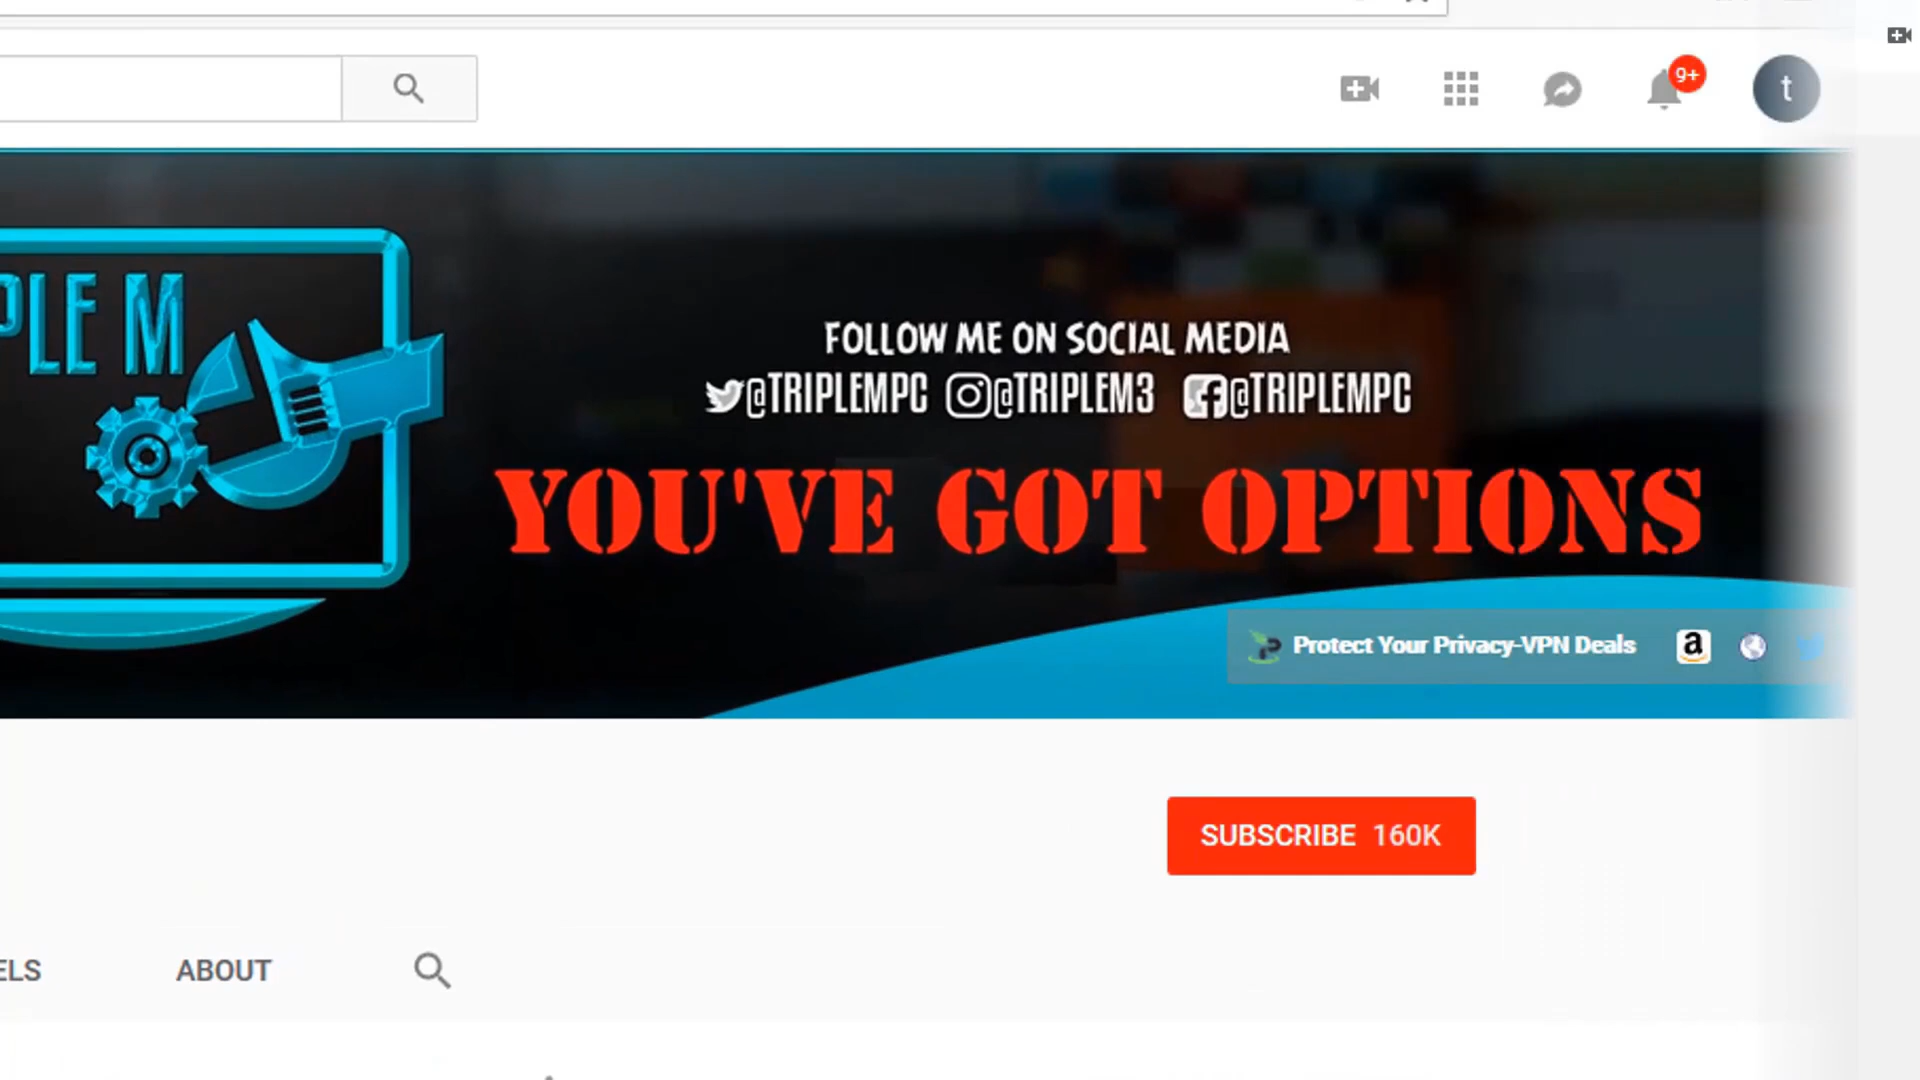 9+
t
PLE M
FOLLOW ME ON SOCIAL MEDIA
@TRIPLEMPC @TRIPLEM3 @TRIPLEMPC
YOU'VE GOT OPTIONS
Protect Your Privacy-VPN Deals a
SUBSCRIBE 160K
ELS ABOUT